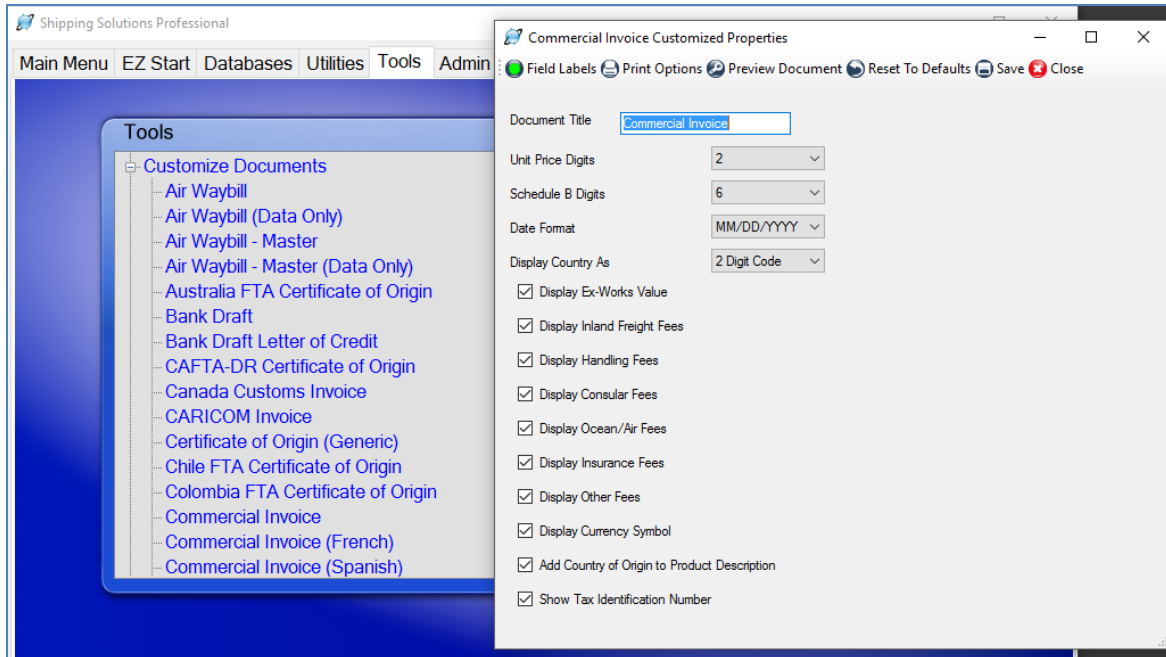 Shipping Solutions Professional
Main Menu EZ Start Databases Utilities Tools Admin
Tools
Customize Documents
Air Waybill
Air Waybill (Data Only)
Air Waybill - Master
Air Waybill - Master (Data Only)
Australia FTA Certificate of Origin
Bank Draft
Bank Draft Letter of Credit
CAFTA-DR Certificate of Origin
Canada Customs Invoice
CARICOM Invoice
Certificate of Origin (Generic)
Chile FTA Certificate of Origin
Colombia FTA Certificate of Origin
Commercial Invoice
Commercial Invoice (French)
Commercial Invoice (Spanish)
Commercial Invoice Customized Properties
Field Labels Print Options Preview Document Reset To Defaults Save Close
Document Title Commercial Invoice
Unit Price Digits 2
Schedule B Digits 6
Date Format MM/DD/YYYY
Display Country As 2 Digit Code
Display Ex-Works Value
Display Inland Freight Fees
Display Handling Fees
Display Consular Fees
Display Ocean/Air Fees
Display Insurance Fees
Display Other Fees
Display Currency Symbol
Add Country of Origin to Product Description
Show Tax Identification Number